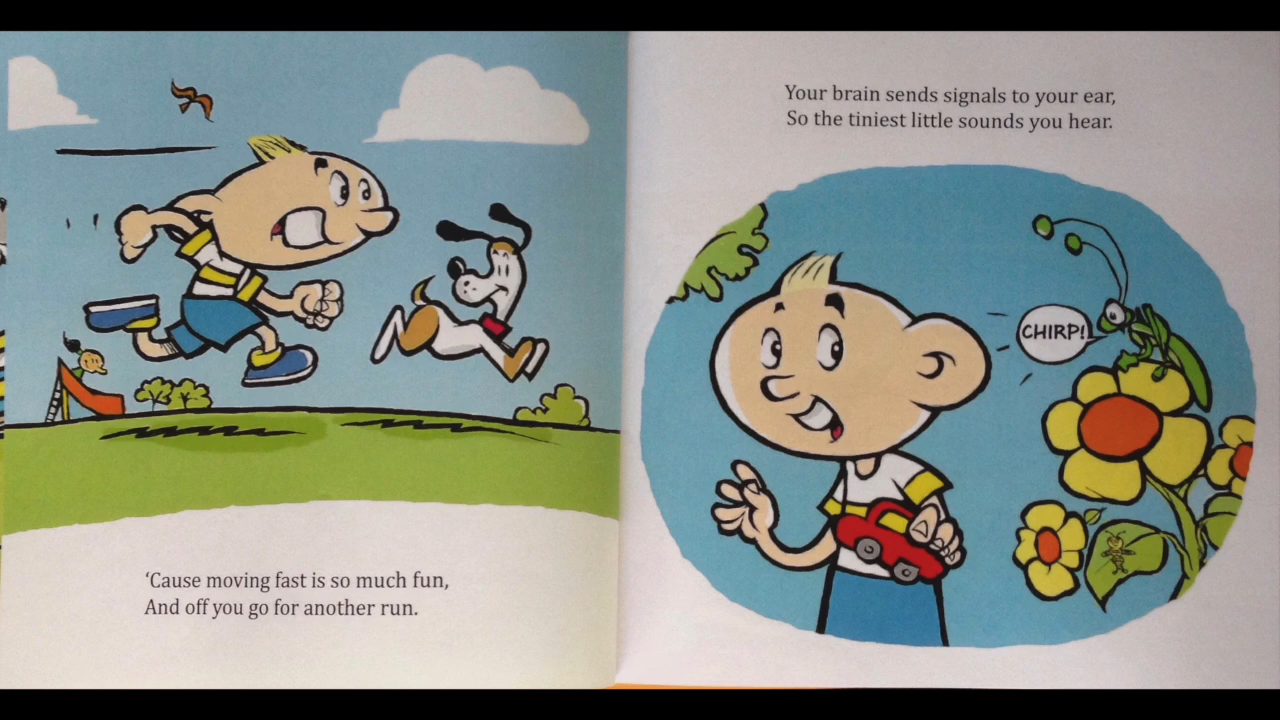 ‘Cause moving fast is so much fun,
And off you go for another run.
Your brain sends signals to your ear,
So the tiniest little sounds you hear.
CHIRP!